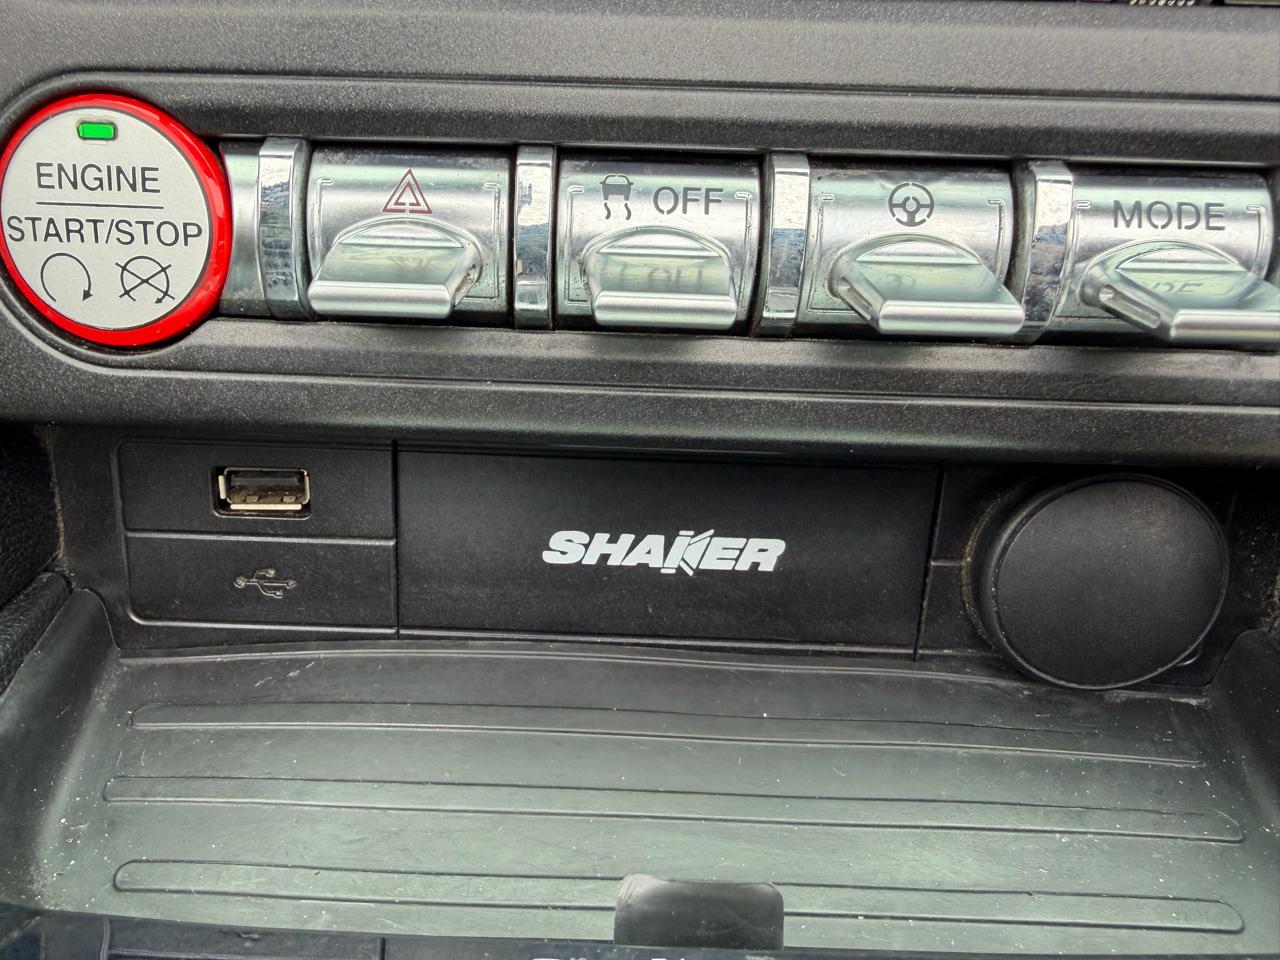 ENGINE
START/STOP
OFF
MODE
SHAKER